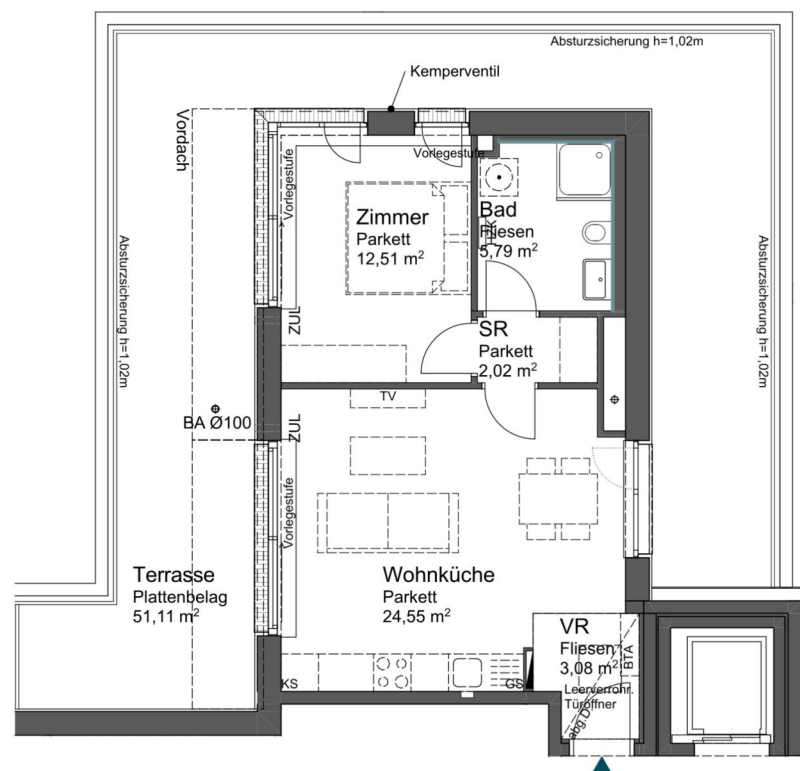 Absturzsicherung h=1,02m
Kemperventil
Vordach
Vorlegestufe
Vorlegestufe
Zimmer
Parkett
12,51 m²
Bad
Fliesen
5,79 m²
Absturzsicherung h=1,02m
Absturzsicherung h=1,02m
ZUL
SR
Parkett
2,02 m²
TV
BA Ø100
ZUL
Vorlegestufe
Terrasse
Plattenbelag
51,11 m²
Wohnküche
Parkett
24,55 m²
VR
Fliesen
3,08 m²
BTA
KS
GS
Leerverrohr.
Türöffner
abg.D.